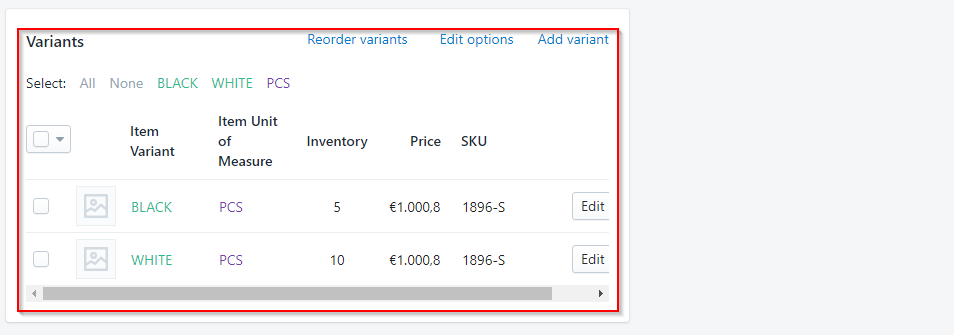 Variants Reorder variants Edit options Add variant
Select: All None BLACK WHITE PCS
Item Variant Item Unit of Measure Inventory Price SKU
BLACK PCS 5 €1.000,8 1896-S Edit
WHITE PCS 10 €1.000,8 1896-S Edit